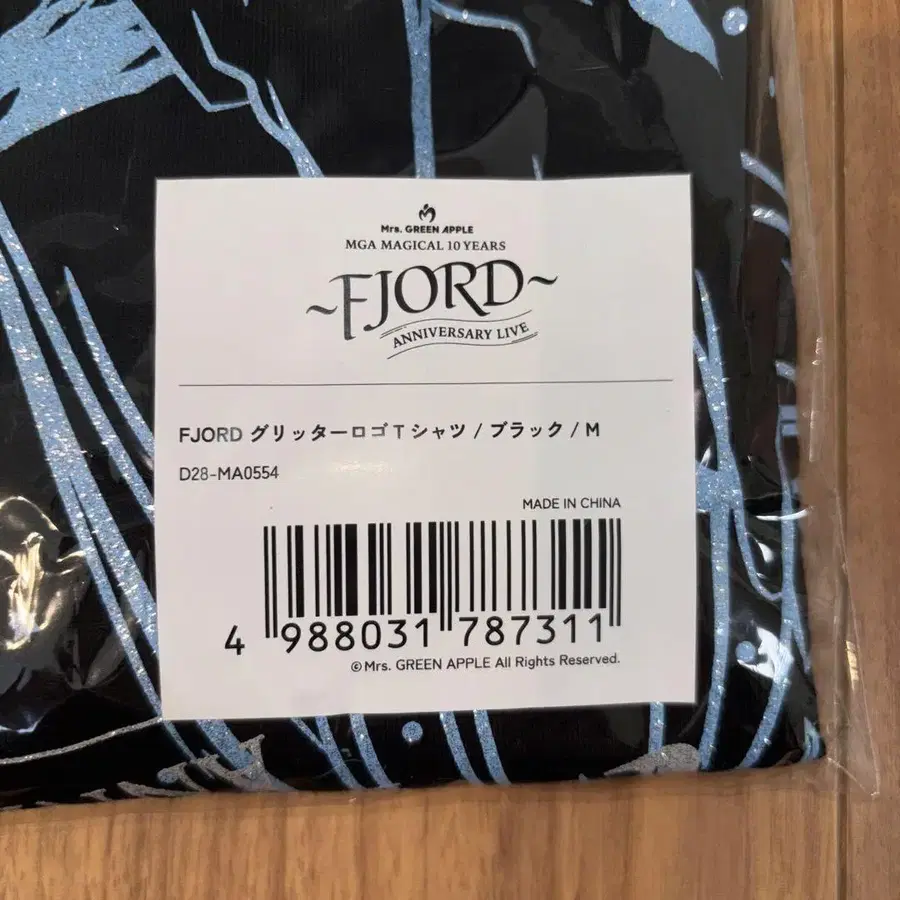 Mrs. GREEN APPLE
MGA MAGICAL 10 YEARS
~FJORD~
ANNIVERSARY LIVE
FJORD グリッターロゴTシャツ / ブラック / M
D28-MA0554
MADE IN CHINA
4 988031 787311
©Mrs. GREEN APPLE All Rights Reserved.